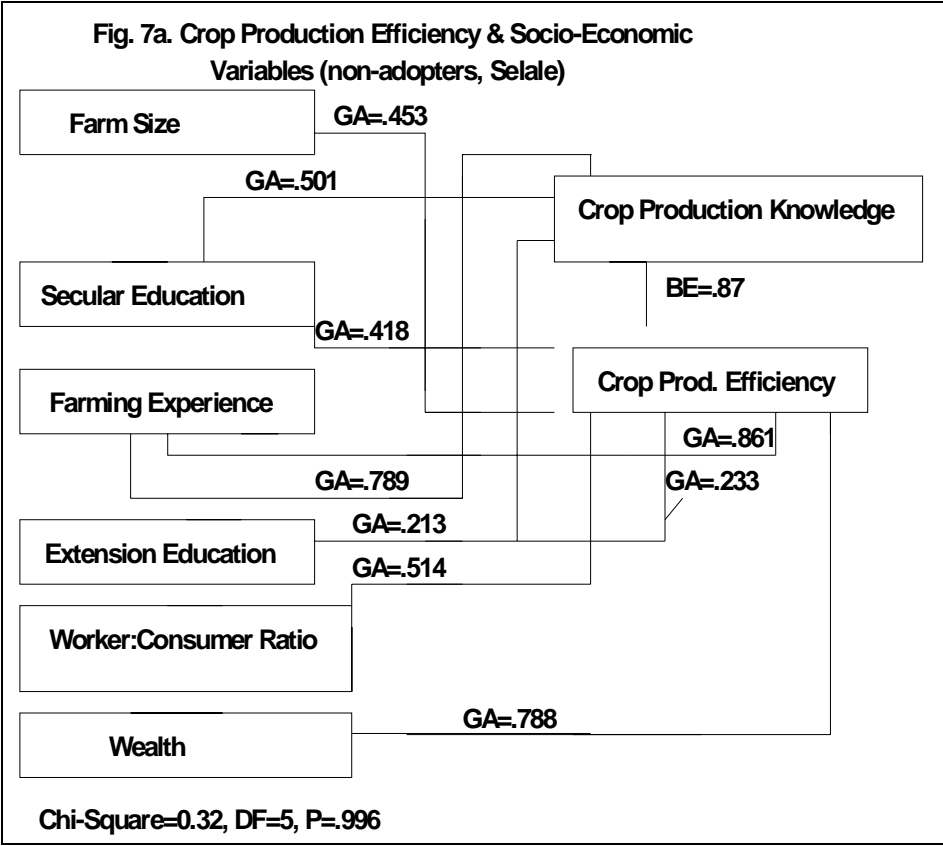 Fig. 7a. Crop Production Efficiency & Socio-Economic
Variables (non-adopters, Selale)
Farm Size
GA=.453
GA=.501
Crop Production Knowledge
Secular Education
BE=.87
GA=.418
Crop Prod. Efficiency
Farming Experience
GA=.861
GA=.789
GA=.233
GA=.213
Extension Education
GA=.514
Worker:Consumer Ratio
GA=.788
Wealth
Chi-Square=0.32, DF=5, P=.996